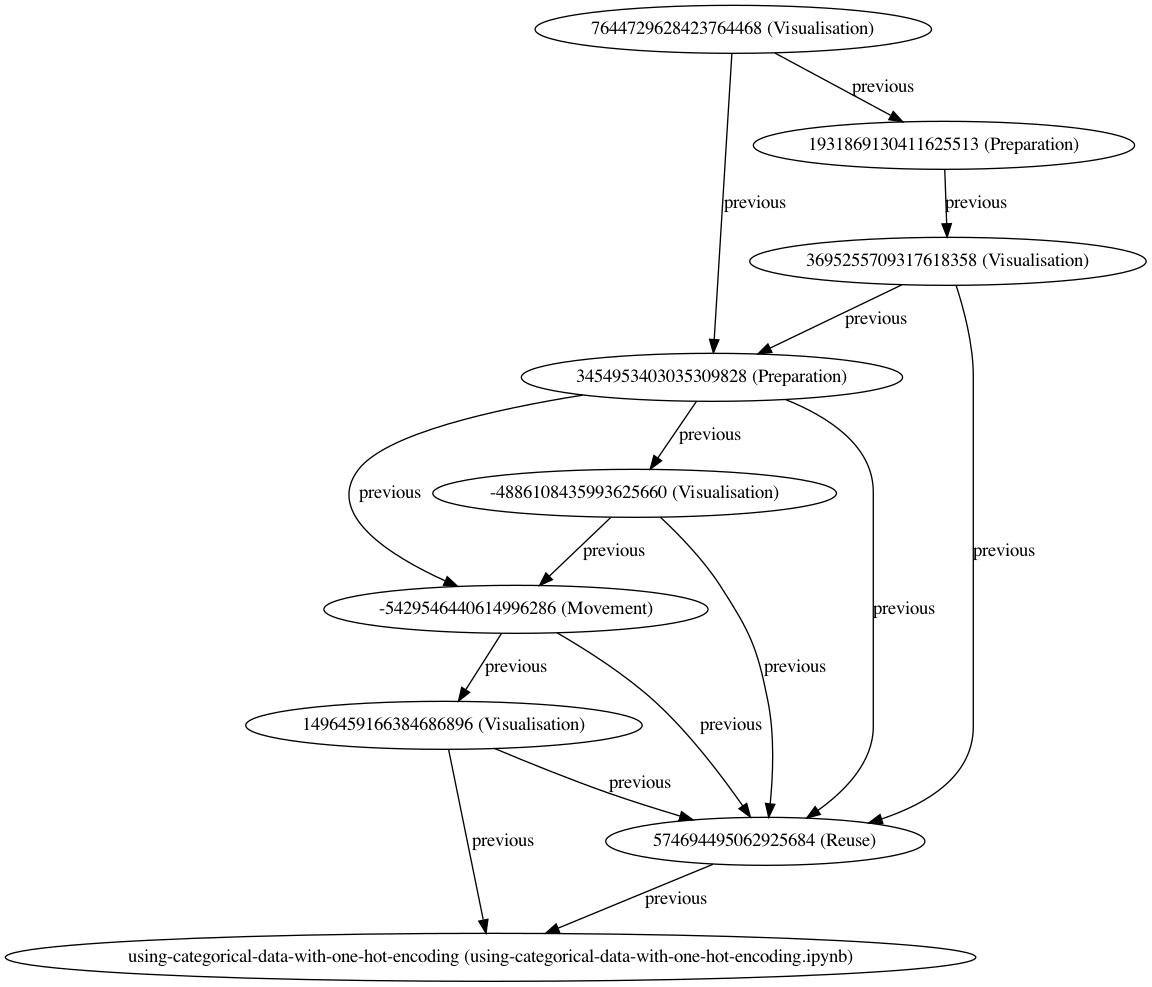 7644729628423764468 (Visualisation)
previous
1931869130411625513 (Preparation)
previous
previous
3695255709317618358 (Visualisation)
previous
3454953403035309828 (Preparation)
previous
previous
-4886108435993625660 (Visualisation)
previous
previous
-5429546440614996286 (Movement)
previous
previous
previous
1496459166384686896 (Visualisation)
previous
previous
574694495062925684 (Reuse)
previous
previous
using-categorical-data-with-one-hot-encoding (using-categorical-data-with-one-hot-encoding.ipynb)